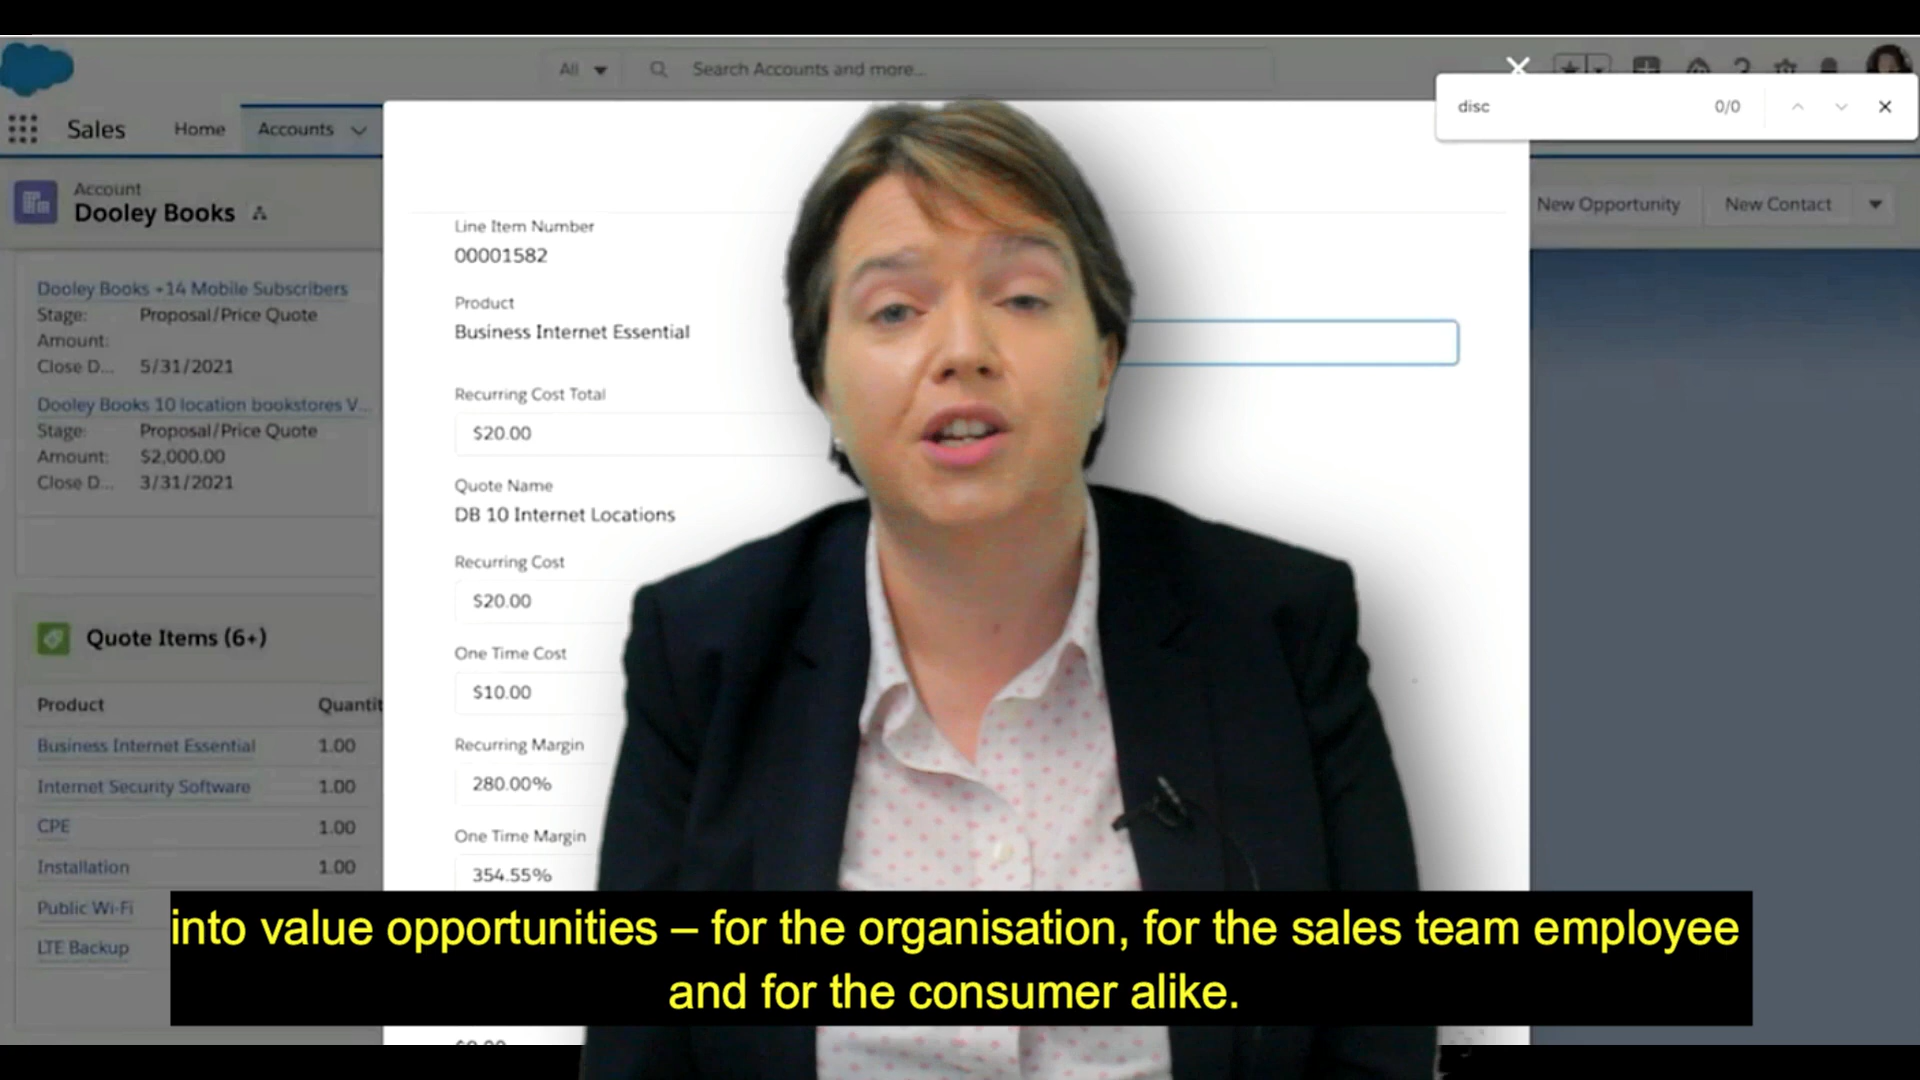 All
Search Accounts and more...
disc
0/0
Sales
Home
Accounts
Account
Dooley Books
New Opportunity
New Contact
Dooley Books +14 Mobile Subscribers
Stage: Proposal/Price Quote
Amount:
Close D... 5/31/2021
Dooley Books 10 location bookstores V...
Stage: Proposal/Price Quote
Amount: $2,000.00
Close D... 3/31/2021
Quote Items (6+)
Product Quantit
Business Internet Essential 1.00
Internet Security Software 1.00
CPE 1.00
Installation 1.00
Public Wi-Fi
LTE Backup
Line Item Number
00001582
Product
Business Internet Essential
Recurring Cost Total
$20.00
Quote Name
DB 10 Internet Locations
Recurring Cost
$20.00
One Time Cost
$10.00
Recurring Margin
280.00%
One Time Margin
354.55%
into value opportunities – for the organisation, for the sales team employee
and for the consumer alike.